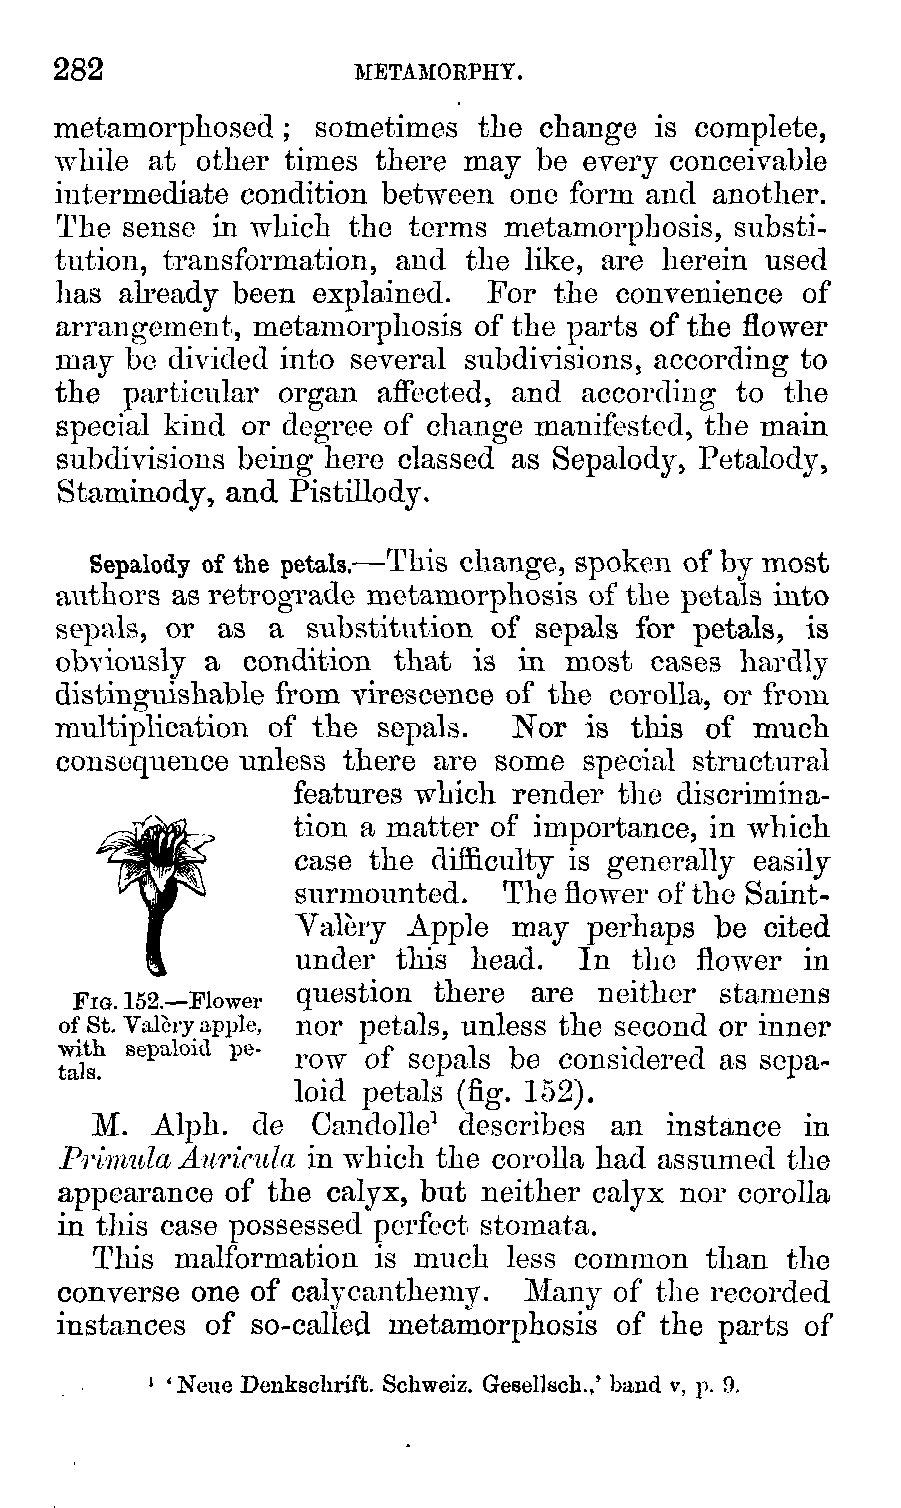 282 METAMORPHY.
metamorphosed ; sometimes the change is complete,
while at other times there may be every conceivable
intermediate condition between one form and another.
The sense in which the terms metamorphosis, substi-
tution, transformation, and the like, are herein used
has already been explained. For the convenience of
arrangement, metamorphosis of the parts of the flower
may be divided into several subdivisions, according to
the particular organ affected, and according to the
special kind or degree of change manifested, the main
subdivisions being here classed as Sepalody, Petalody,
Staminody, and Pistillody.
Sepalody of the petals.—This change, spoken of by most
authors as retrograde metamorphosis of the petals into
sepals, or as a substitution of sepals for petals, is
obviously a condition that is in most cases hardly
distinguishable from virescence of the corolla, or from
multiplication of the sepals. Nor is this of much
consequence unless there are some special structural
features which render the discrimina-
tion a matter of importance, in which
case the difficulty is generally easily
surmounted. The flower of the Saint-
Valèry Apple may perhaps be cited
under this head. In the flower in
question there are neither stamens
nor petals, unless the second or inner
row of sepals be considered as sepa-
loid petals (fig. 152).
FIG. 152.—Flower
of St. Valèry apple,
with sepaloid pe-
tals.
M. Alph. de Candolle¹ describes an instance in
Primula Auricula in which the corolla had assumed the
appearance of the calyx, but neither calyx nor corolla
in this case possessed perfect stomata.
This malformation is much less common than the
converse one of calycanthemy. Many of the recorded
instances of so-called metamorphosis of the parts of
¹ 'Neue Denkschrift. Schweiz. Gesellsch.,' band v, p. 9.